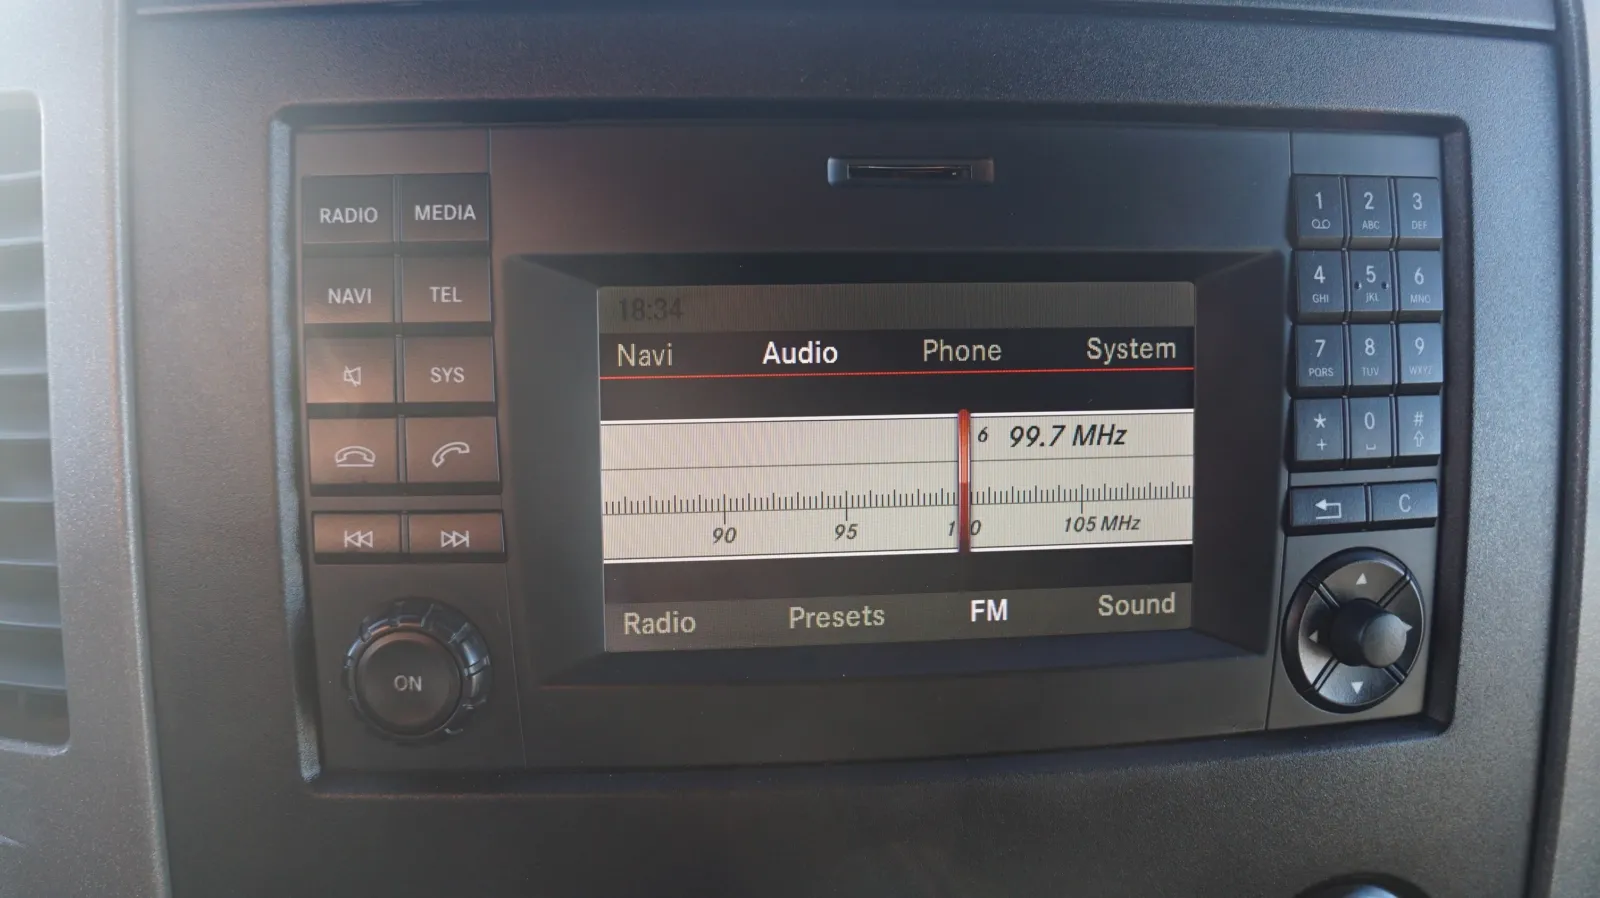 RADIO MEDIA
NAVI TEL
SYS
ON
18:34
Navi Audio Phone System
6 99.7 MHz
90 95 100 105 MHz
Radio Presets FM Sound
1 2 3
ABC DEF
4 5 6
GHI JKL MNO
7 8 9
PQRS TUV WXYZ
* 0 #
+
C